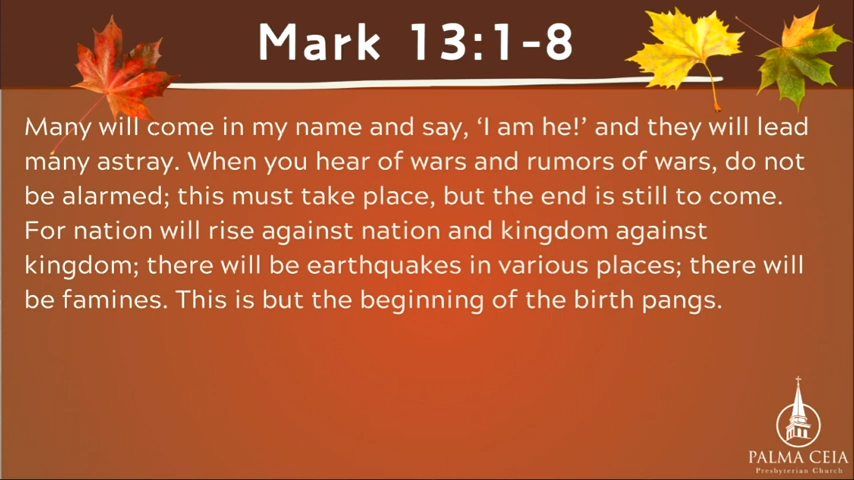 Mark 13:1-8
Many will come in my name and say, ‘I am he!’ and they will lead
many astray. When you hear of wars and rumors of wars, do not
be alarmed; this must take place, but the end is still to come.
For nation will rise against nation and kingdom against
kingdom; there will be earthquakes in various places; there will
be famines. This is but the beginning of the birth pangs.
PALMA CEIA
Presbyterian Church